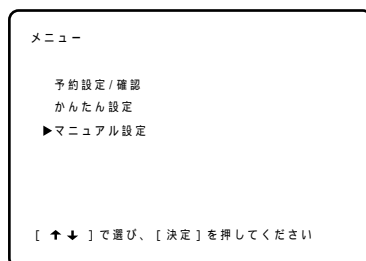 メニュー
予約設定/確認
かんたん設定
▶マニュアル設定
[ ↑↓ ]で選び、[決定]を押してください